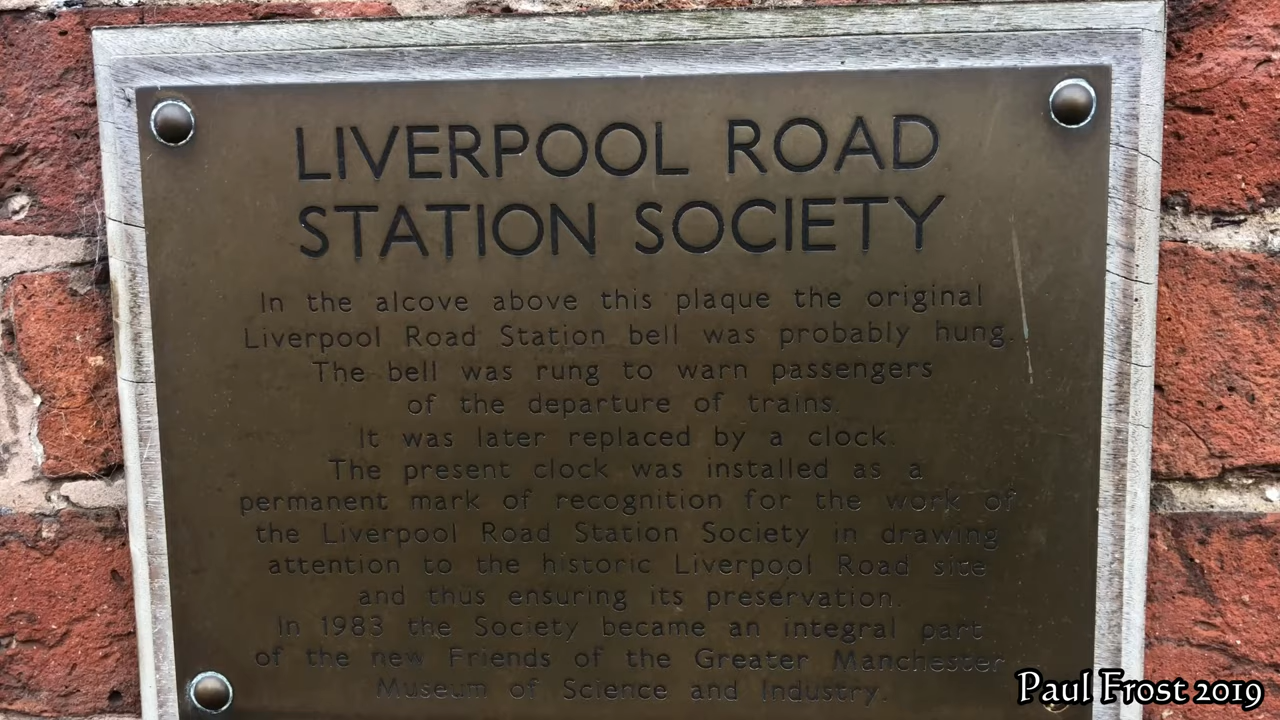 LIVERPOOL ROAD
STATION SOCIETY
In the alcove above this plaque the original
Liverpool Road Station bell was probably hung.
The bell was rung to warn passengers
of the departure of trains.
It was later replaced by a clock.
The present clock was installed as a
permanent mark of recognition for the work of
the Liverpool Road Station Society in drawing
attention to the historic Liverpool Road site
and thus ensuring its preservation.
In 1983 the Society became an integral part
of the new Friends of the Greater Manchester
Museum of Science and Industry.
Paul Frost 2019